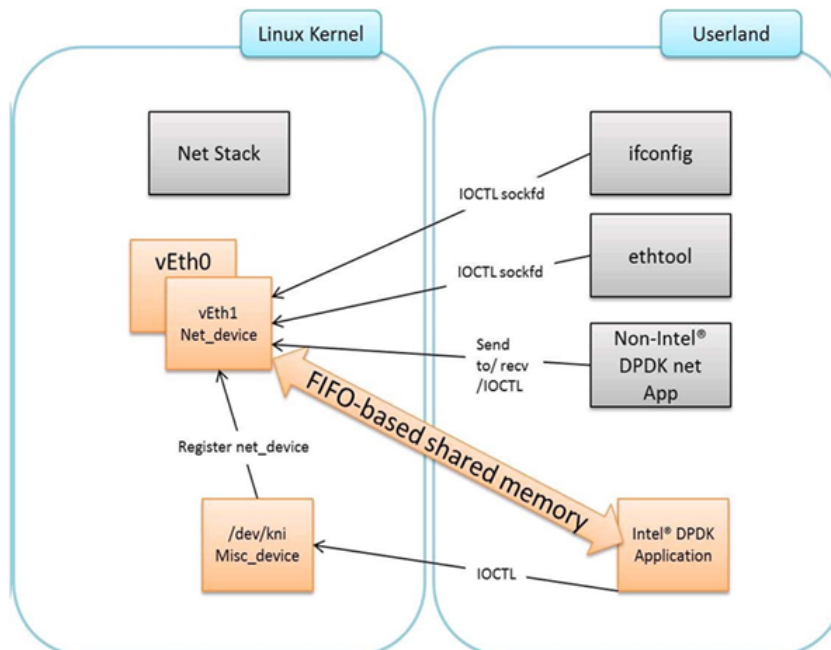 Linux Kernel
Userland
Net Stack
ifconfig
IOCTL sockfd
vEth0
ethtool
IOCTL sockfd
vEth1
Net_device
Non-Intel® 
DPDK net
App
Send
to/ recv
/IOCTL
FIFO-based shared memory
Register net_device
/dev/kni
Misc_device
Intel® DPDK
Application
IOCTL